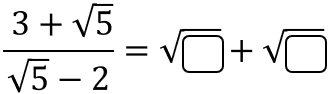 (3 + √5)/(√5 − 2) = √□ + √□